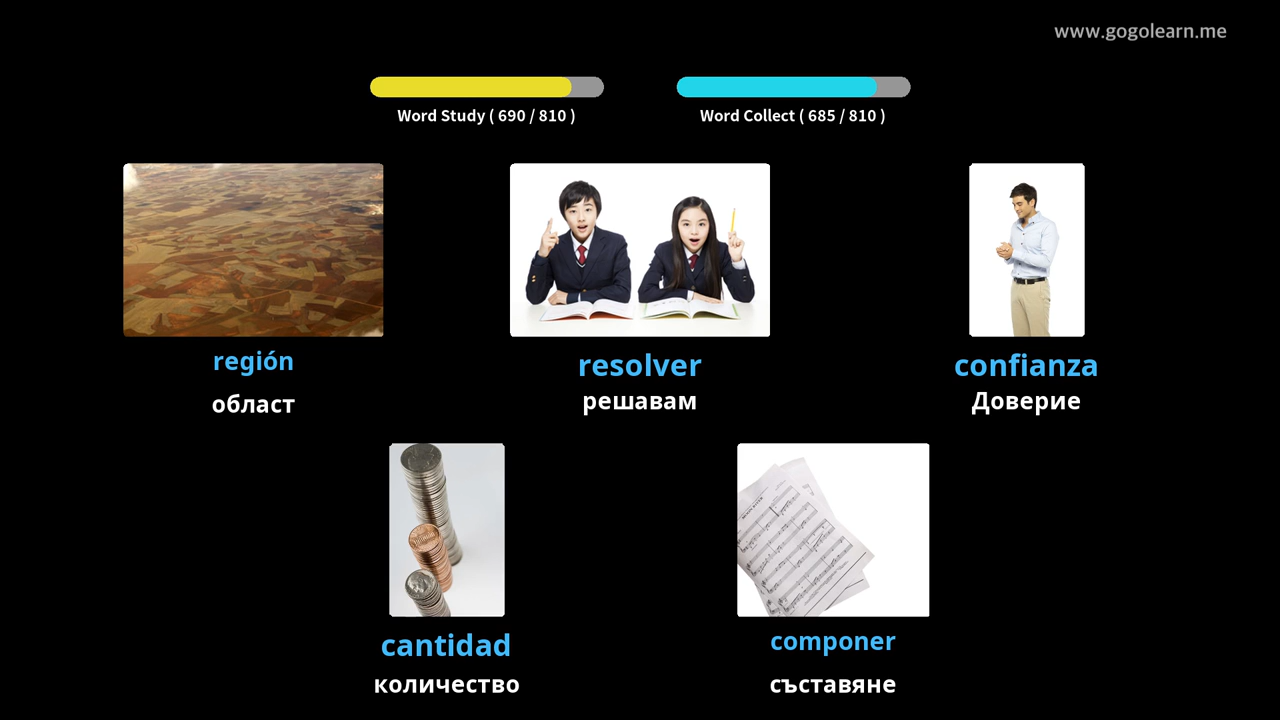 www.gogolearn.me
Word Study ( 690 / 810 )
Word Collect ( 685 / 810 )
región
област
resolver
решавам
confianza
Доверие
cantidad
количество
componer
съставяне